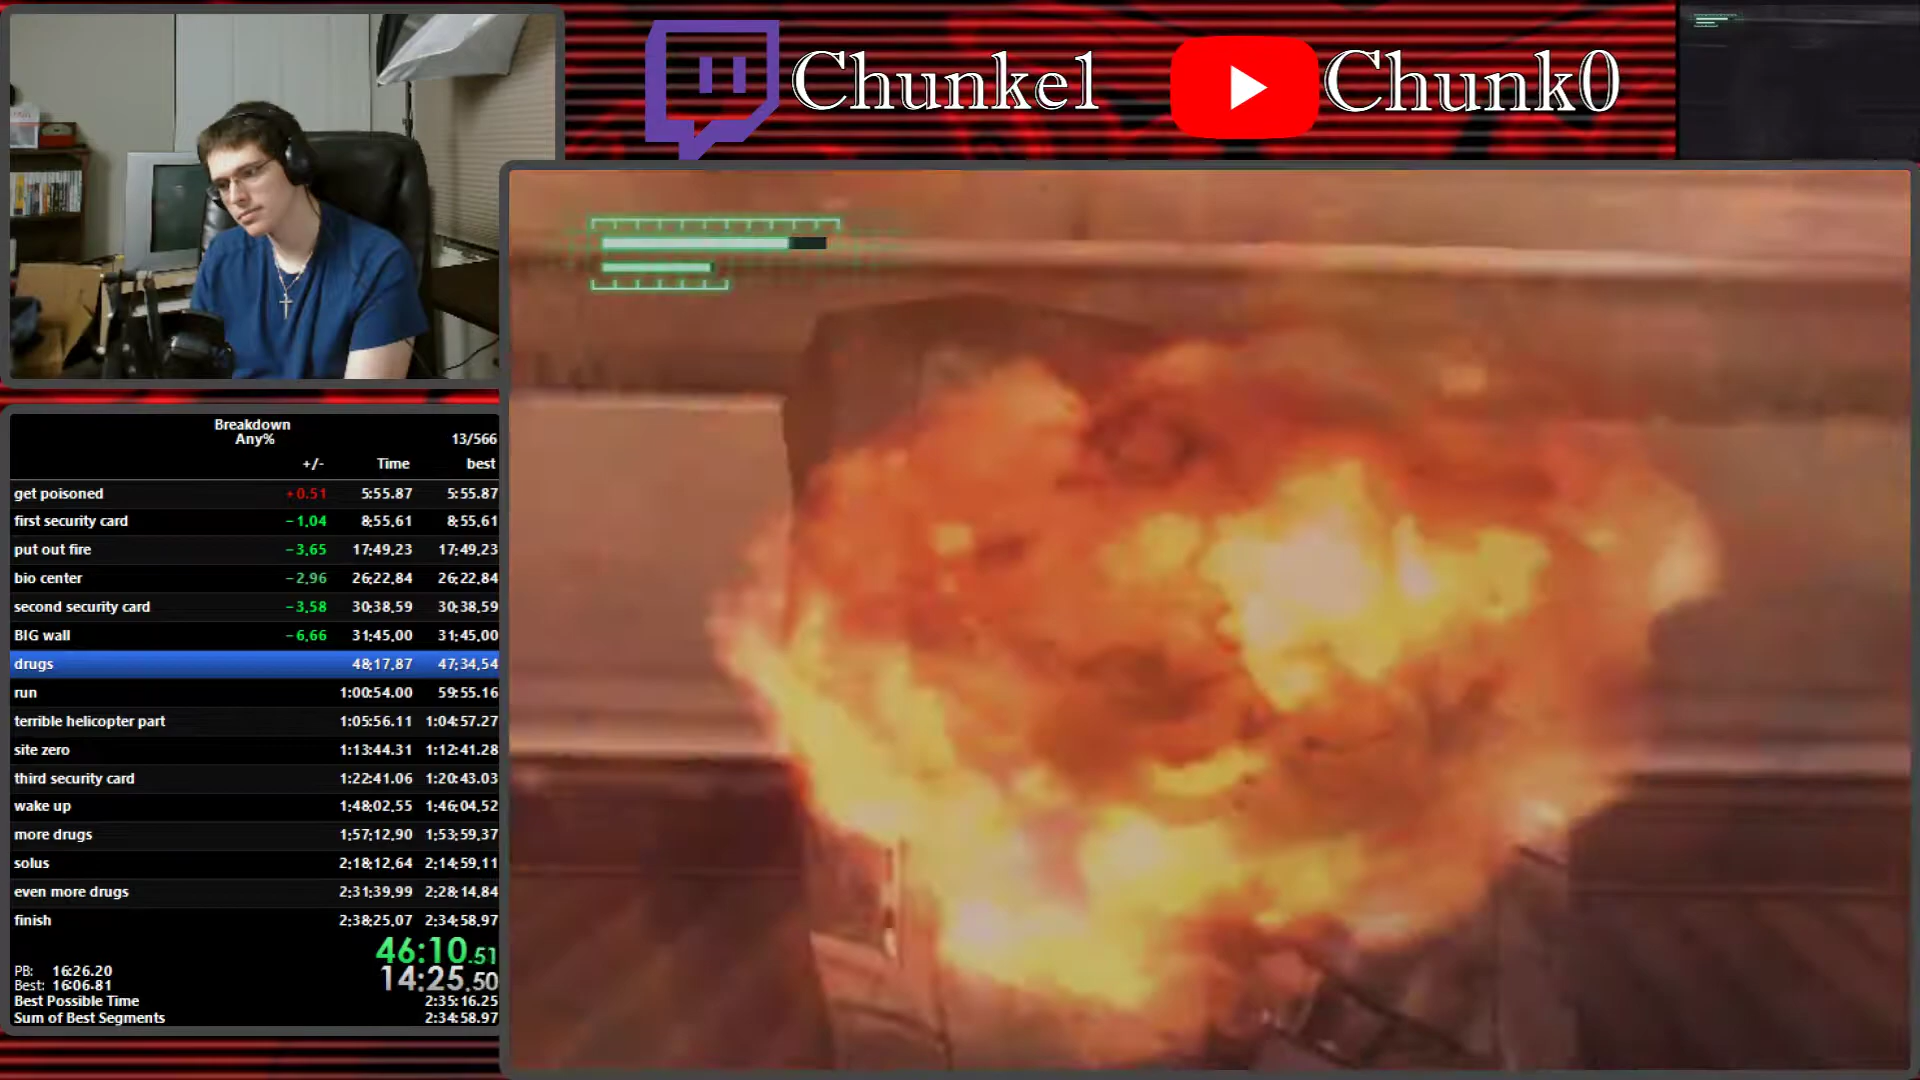 Chunke1
Chunk0
Breakdown
Any% 13/566
+/- Time best
get poisoned +0.51 5:55.87 5:55.87
first security card −1.04 8:55.61 8:55.61
put out fire −3.65 17:49.23 17:49.23
bio center −2.96 26:22.84 26:22.84
second security card −3.58 30:38.59 30:38.59
BIG wall −6.66 31:45.00 31:45.00
drugs 48:17.87 47:34.54
run 1:00:54.00 59:55.16
terrible helicopter part 1:05:56.11 1:04:57.27
site zero 1:13:44.31 1:12:41.28
third security card 1:22:41.06 1:20:43.03
wake up 1:48:02.55 1:46:04.52
more drugs 1:57:12.90 1:53:59.37
solus 2:18:12.64 2:14:59.11
even more drugs 2:31:39.99 2:28:14.84
finish 2:38:25.07 2:34:58.97
46:10.51
PB: 16:26.20
14:25.50
Best: 16:06.81
Best Possible Time 2:35:16.25
Sum of Best Segments 2:34:58.97